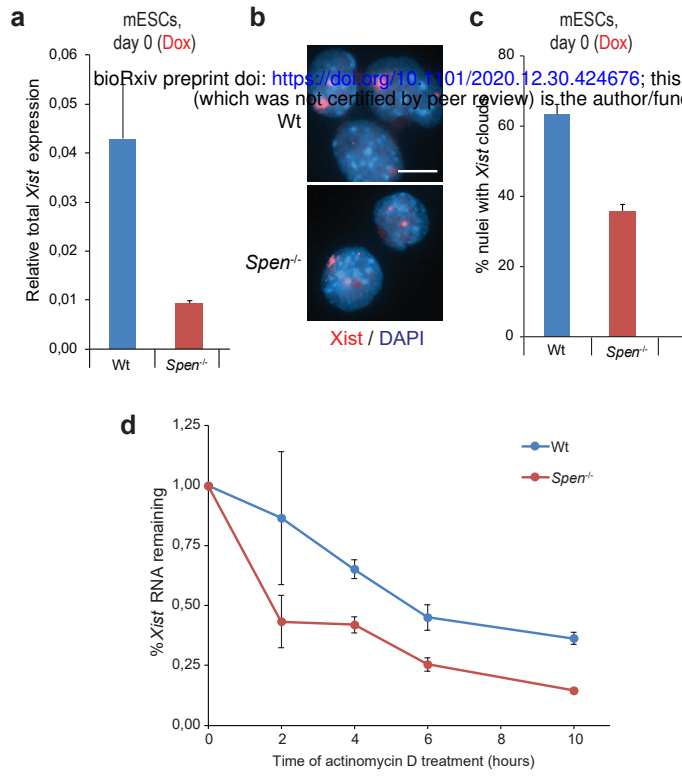 a
mESCs,
day 0 (Dox)
Relative total Xist expression
0,06
0,05
0,04
0,03
0,02
0,01
0,00
Wt
Spen-/-
b
bioRxiv preprint doi: https://doi.org/10.1101/2020.12.30.424676; this
(which was not certified by peer review) is the author/fund
Wt
Spen-/-
Xist / DAPI
c
mESCs,
day 0 (Dox)
% nulei with Xist clouds
80
60
40
20
0
Wt
Spen-/-
d
%Xist RNA remaining
1,25
1,00
0,75
0,50
0,25
0,00
Wt
Spen-/-
0
2
4
6
8
10
Time of actinomycin D treatment (hours)